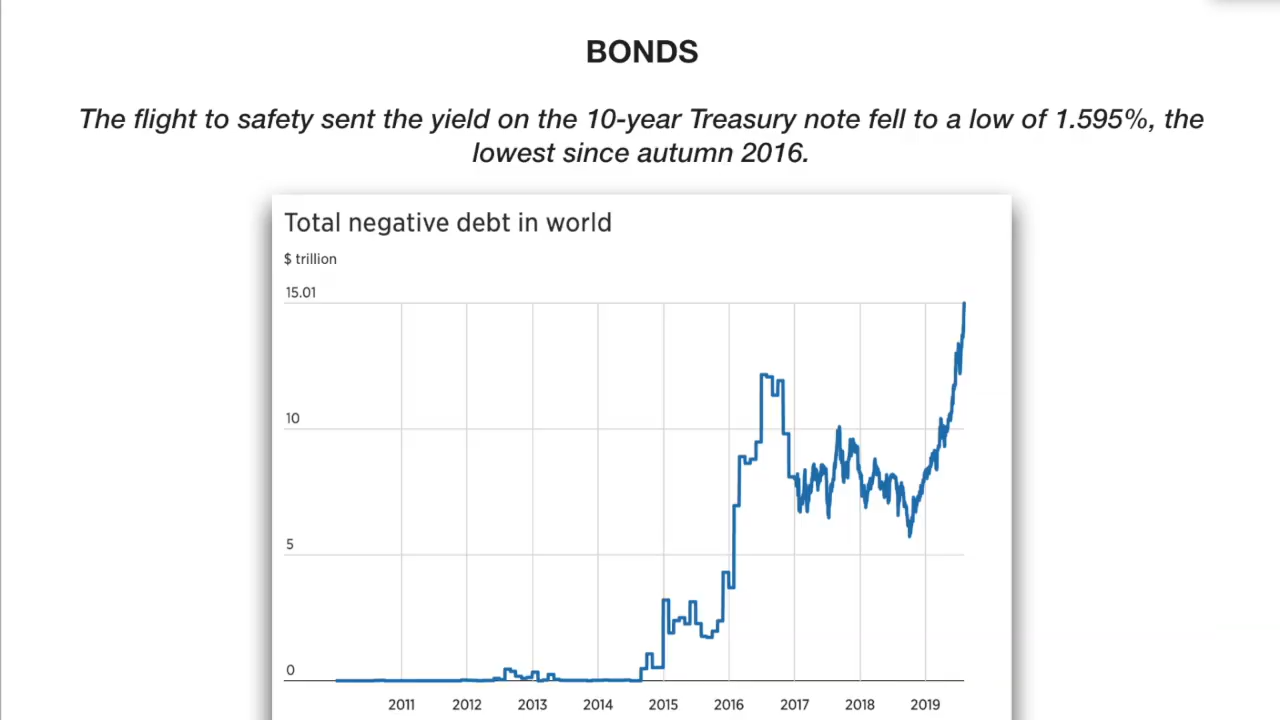 BONDS
The flight to safety sent the yield on the 10-year Treasury note fell to a low of 1.595%, the
lowest since autumn 2016.
Total negative debt in world
$ trillion
15.01
10
5
0
2011 2012 2013 2014 2015 2016 2017 2018 2019